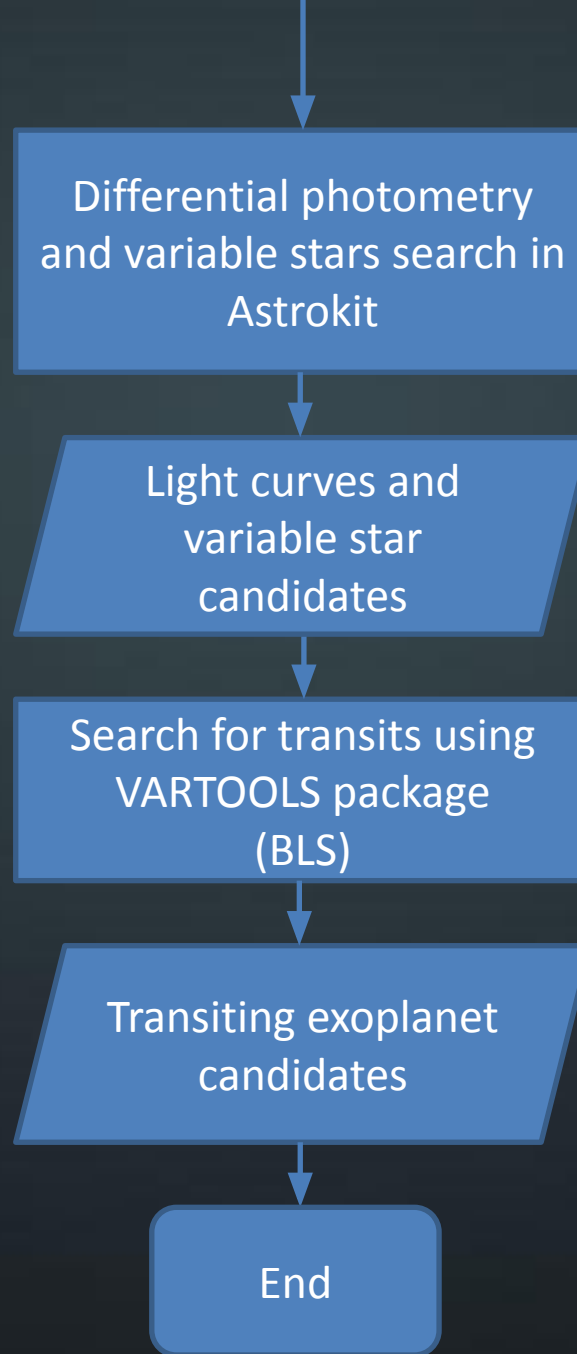 Differential photometry
and variable stars search in
Astrokit
Light curves and
variable star
candidates
Search for transits using
VARTOOLS package
(BLS)
Transiting exoplanet
candidates
End